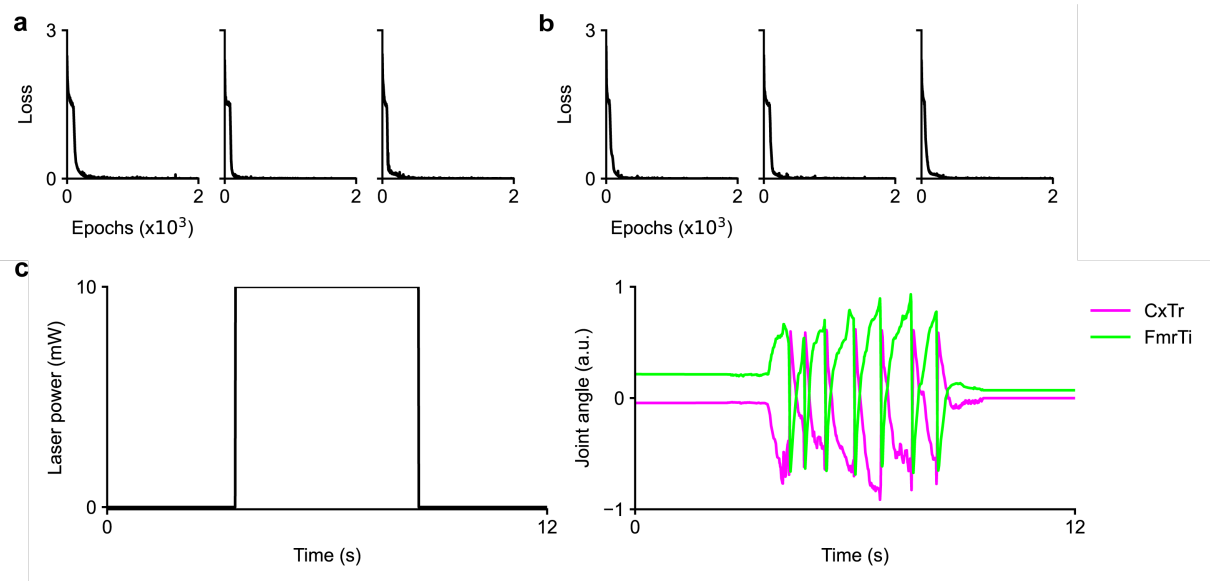 a
b
3
3
Loss
Loss
0
0
0
2
0
2
0
2
0
2
0
2
0
2
Epochs (x10³)
Epochs (x10³)
c
10
1
Laser power (mW)
Joint angle (a.u.)
CxTr
FmrTi
0
0
−1
0
12
0
12
Time (s)
Time (s)